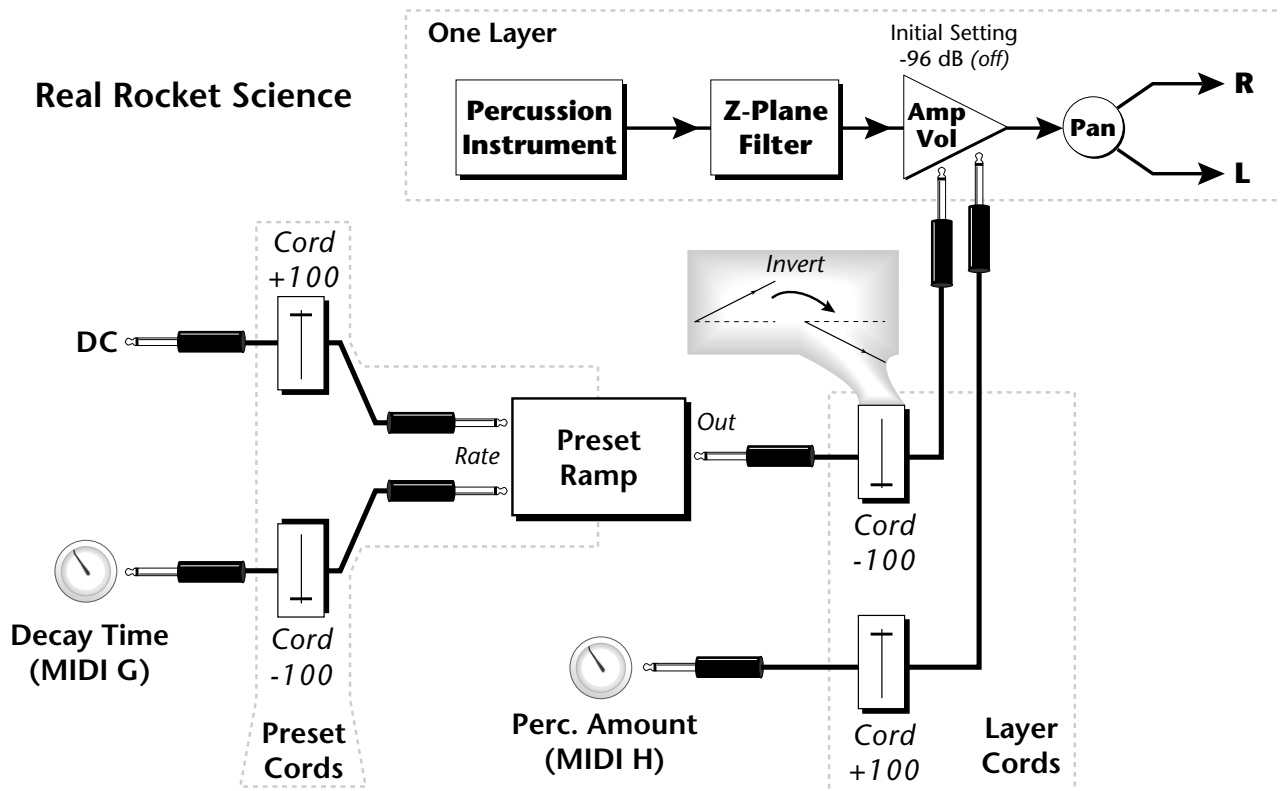 One Layer
Initial Setting
-96 dB (off)
Real Rocket Science
Percussion
Instrument
Z-Plane
Filter
Amp
Vol
Pan
R
L
Cord
+100
Invert
DC
Rate
Preset
Ramp
Out
Cord
-100
Decay Time
(MIDI G)
Cord
-100
Preset
Cords
Perc. Amount
(MIDI H)
Cord
+100
Layer
Cords